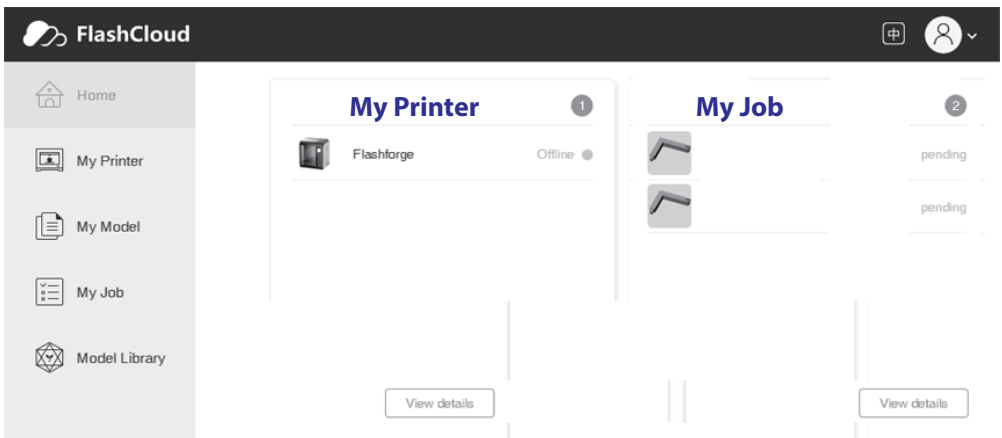 FlashCloud
中
Home
My Printer
My Model
My Job
Model Library
My Printer
1
Flashforge
Offline
View details
My Job
2
pending
pending
View details